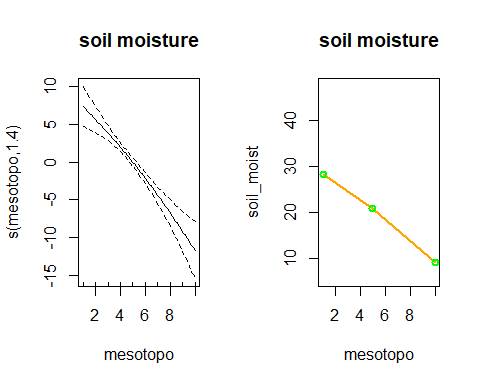 soil moisture
s(mesotopo,1.4)
10
5
0
-5
-10
-15
2 4 6 8
mesotopo
soil moisture
soil_moist
40
30
20
10
2 4 6 8
mesotopo